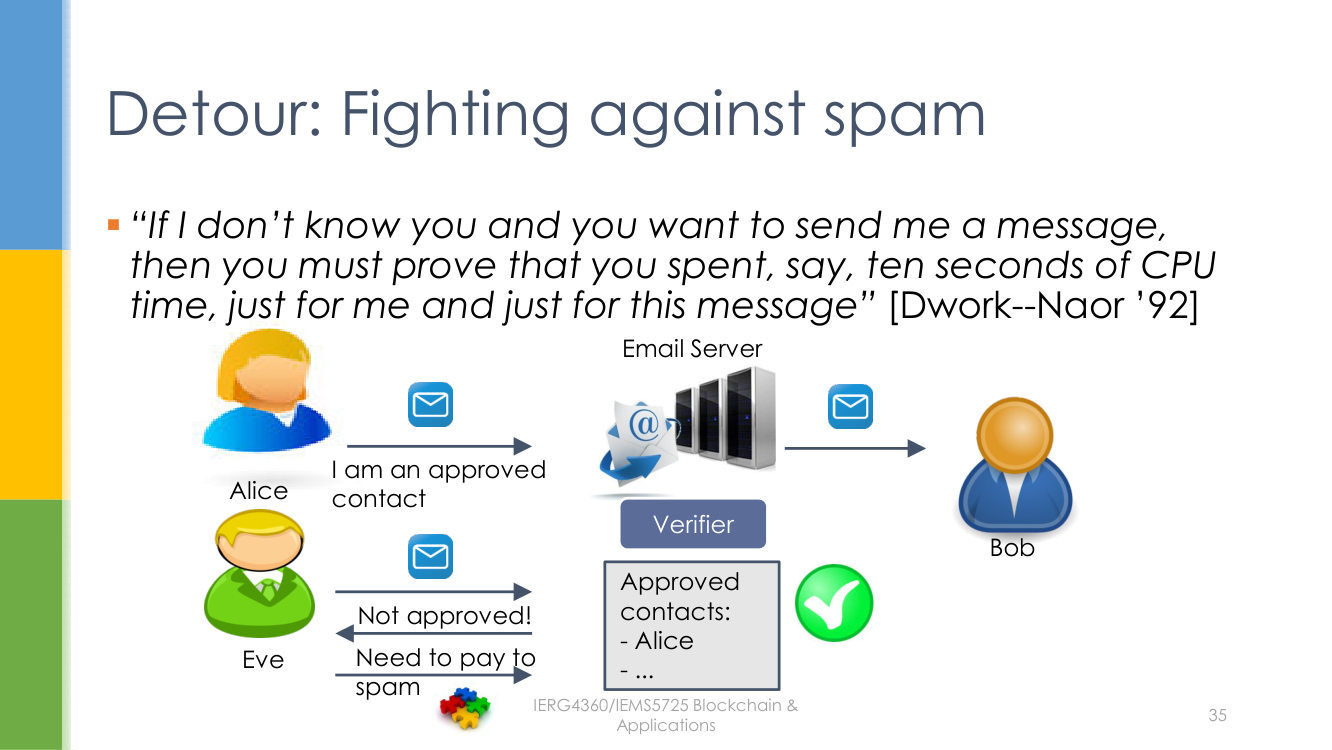 Detour: Fighting against spam
“If I don’t know you and you want to send me a message,
then you must prove that you spent, say, ten seconds of CPU
time, just for me and just for this message” [Dwork--Naor ’92]
Email Server
@
I am an approved
contact
Alice
Verifier
Bob
Approved
contacts:
- Alice
- ...
Not approved!
Eve
Need to pay to
spam
IERG4360/IEMS5725 Blockchain &
Applications
35